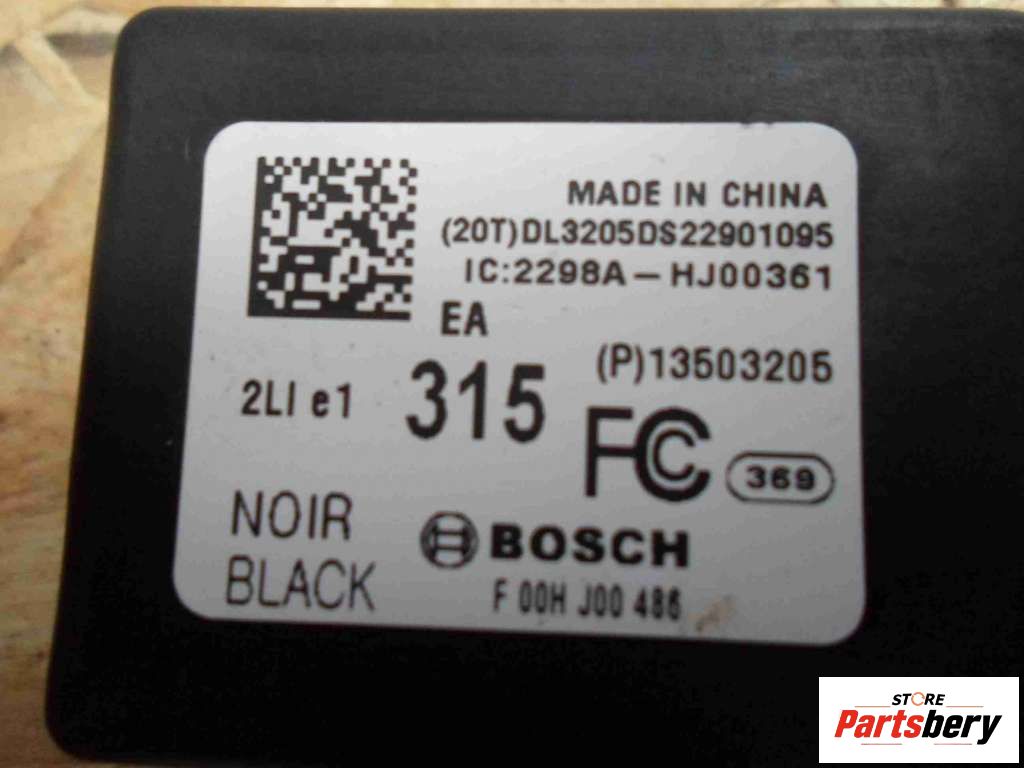 MADE IN CHINA
(20T)DL3205DS22901095
IC:2298A-HJ00361
EA
(P)13503205
2LI e1
315
FC
369
NOIR
BLACK
BOSCH
F 00H J00 486
STORE
Partsbery